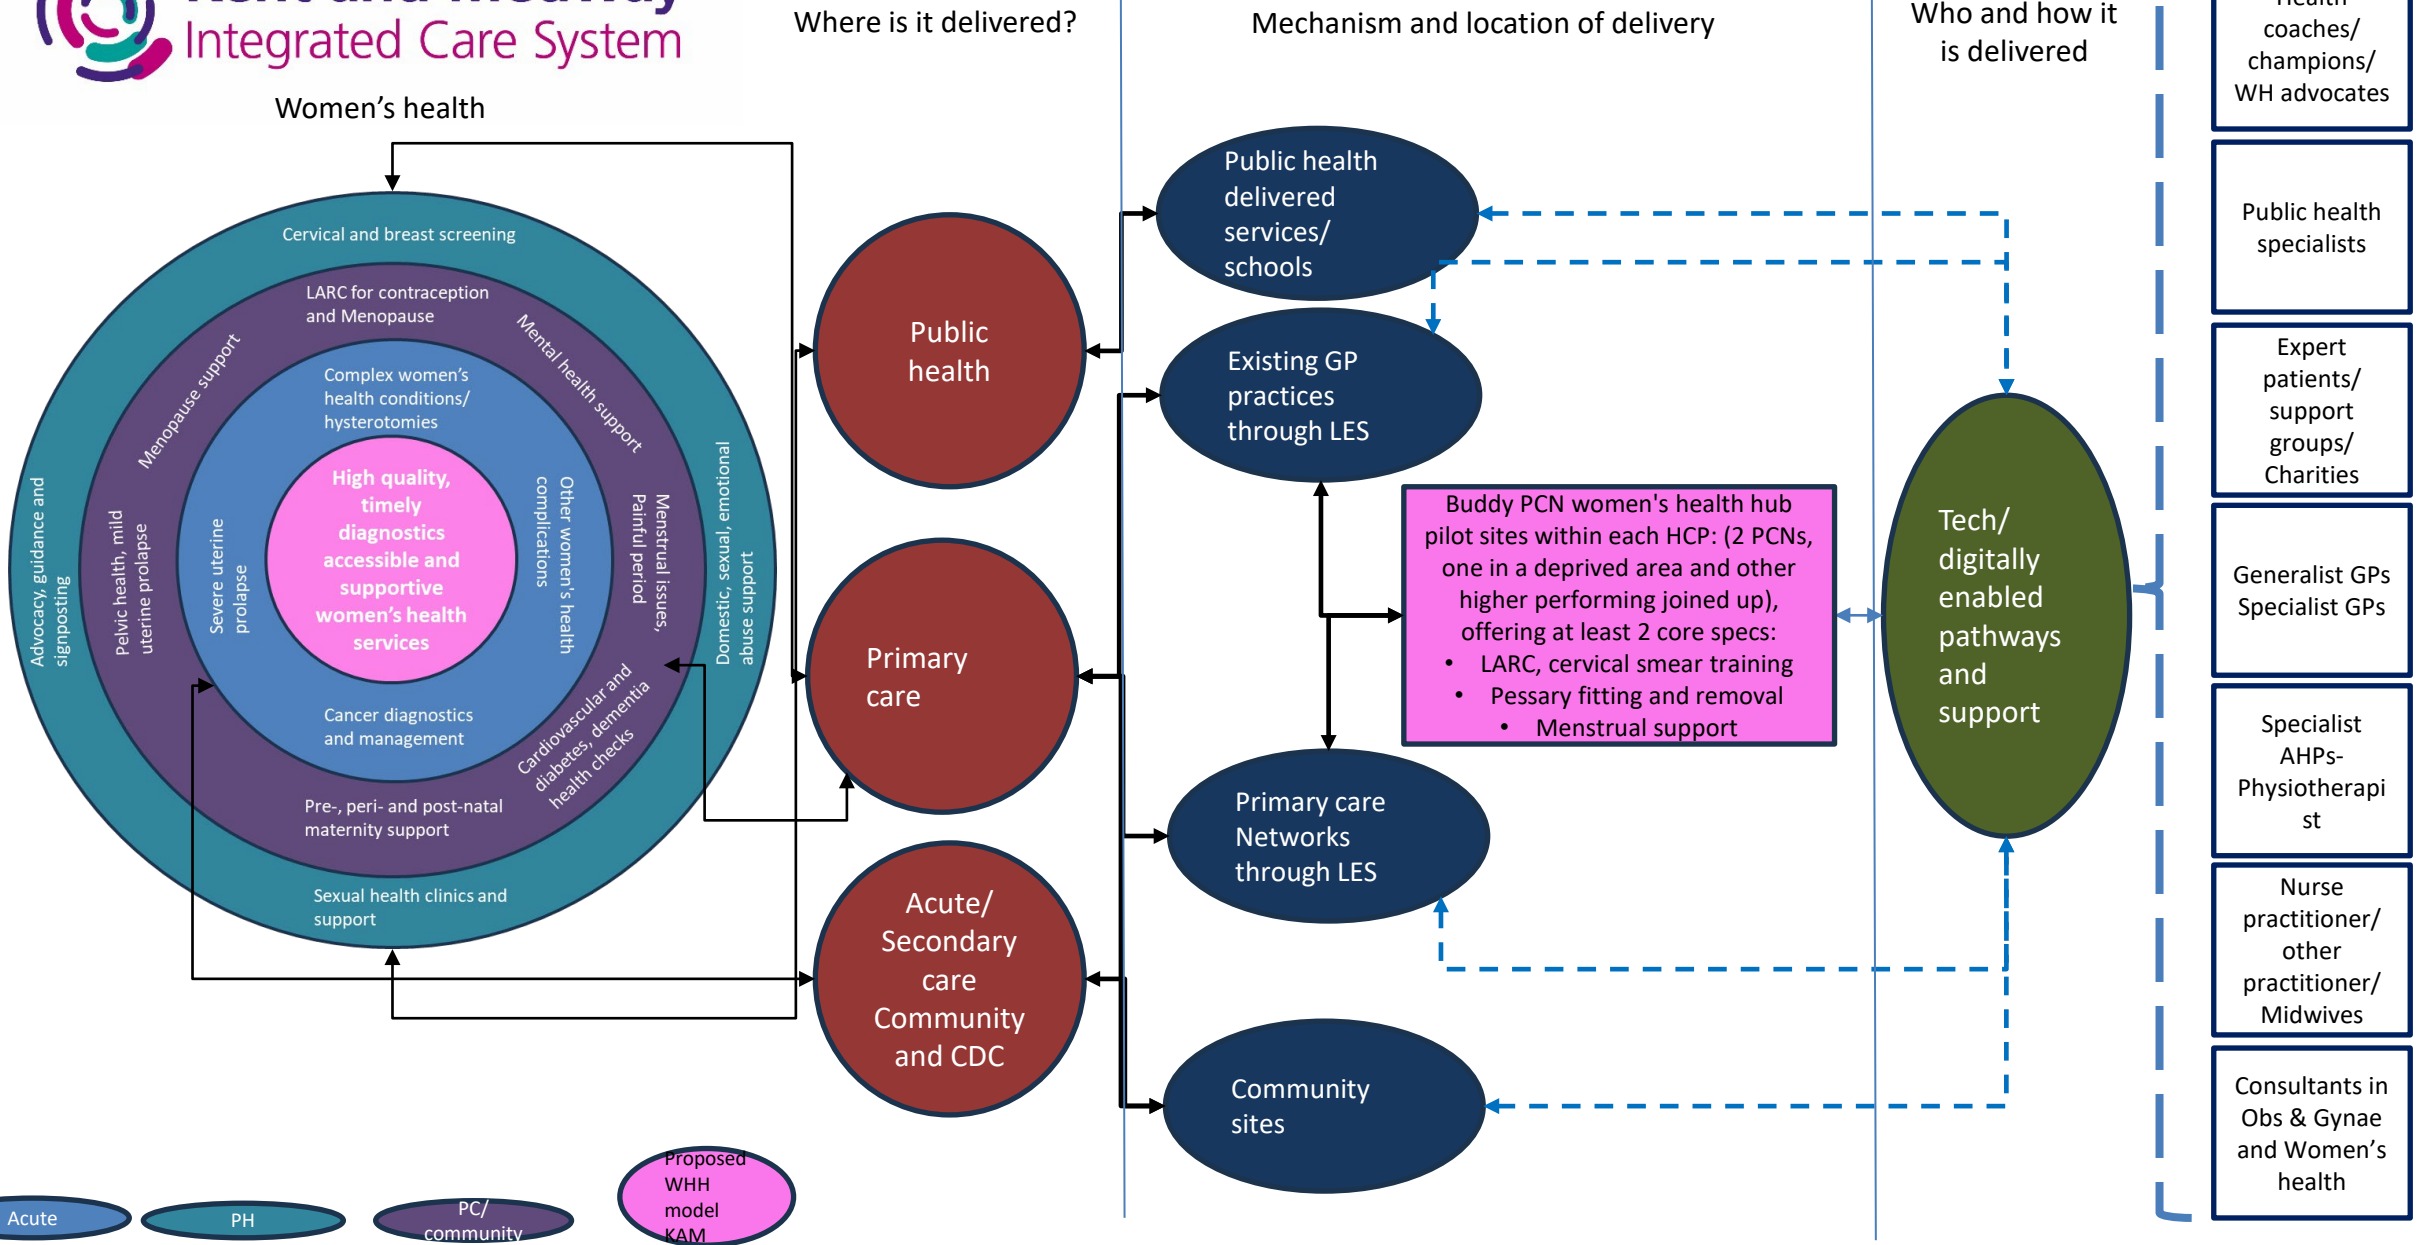 Kent and Medway
Integrated Care System
Women's health
Where is it delivered?
Mechanism and location of delivery
Who and how it
is delivered
Cervical and breast screening
LARC for contraception
and Menopause
Menopause support
Mental health support
Complex women's
health conditions/
hysterotomies
High quality,
timely
diagnostics
accessible and
supportive
women's health
services
Other women's health
complications
Menstrual issues,
Painful period
Domestic, sexual, emotional
abuse support
Advocacy, guidance and
signposting
Pelvic health, mild
uterine prolapse
Severe uterine
prolapse
Cancer diagnostics
and management
Cardiovascular and
diabetes, dementia
health checks
Pre-, peri- and post-natal
maternity support
Sexual health clinics and
support
Public
health
Primary
care
Acute/
Secondary
care
Community
and CDC
Public health
delivered
services/
schools
Existing GP
practices
through LES
Buddy PCN women's health hub
pilot sites within each HCP: (2 PCNs,
one in a deprived area and other
higher performing joined up),
offering at least 2 core specs:
• LARC, cervical smear training
• Pessary fitting and removal
• Menstrual support
Primary care
Networks
through LES
Community
sites
Tech/
digitally
enabled
pathways
and
support
Health
coaches/
champions/
WH advocates
Public health
specialists
Expert
patients/
support
groups/
Charities
Generalist GPs
Specialist GPs
Specialist
AHPs-
Physiotherapi
st
Nurse
practitioner/
other
practitioner/
Midwives
Consultants in
Obs & Gynae
and Women's
health
Acute
PH
PC/
community
Proposed
WHH
model
KAM